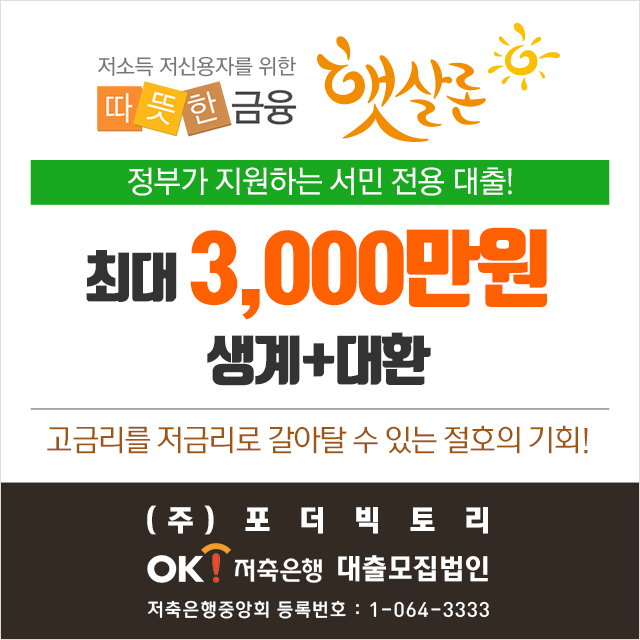 저소득 저신용자를 위한
따뜻한금융
햇살론
정부가 지원하는 서민 전용 대출!
최대 3,000만원
생계+대환
고금리를 저금리로 갈아탈 수 있는 절호의 기회!
(주) 포더빅토리
OK! 저축은행 대출모집법인
저축은행중앙회 등록번호 : 1-064-3333